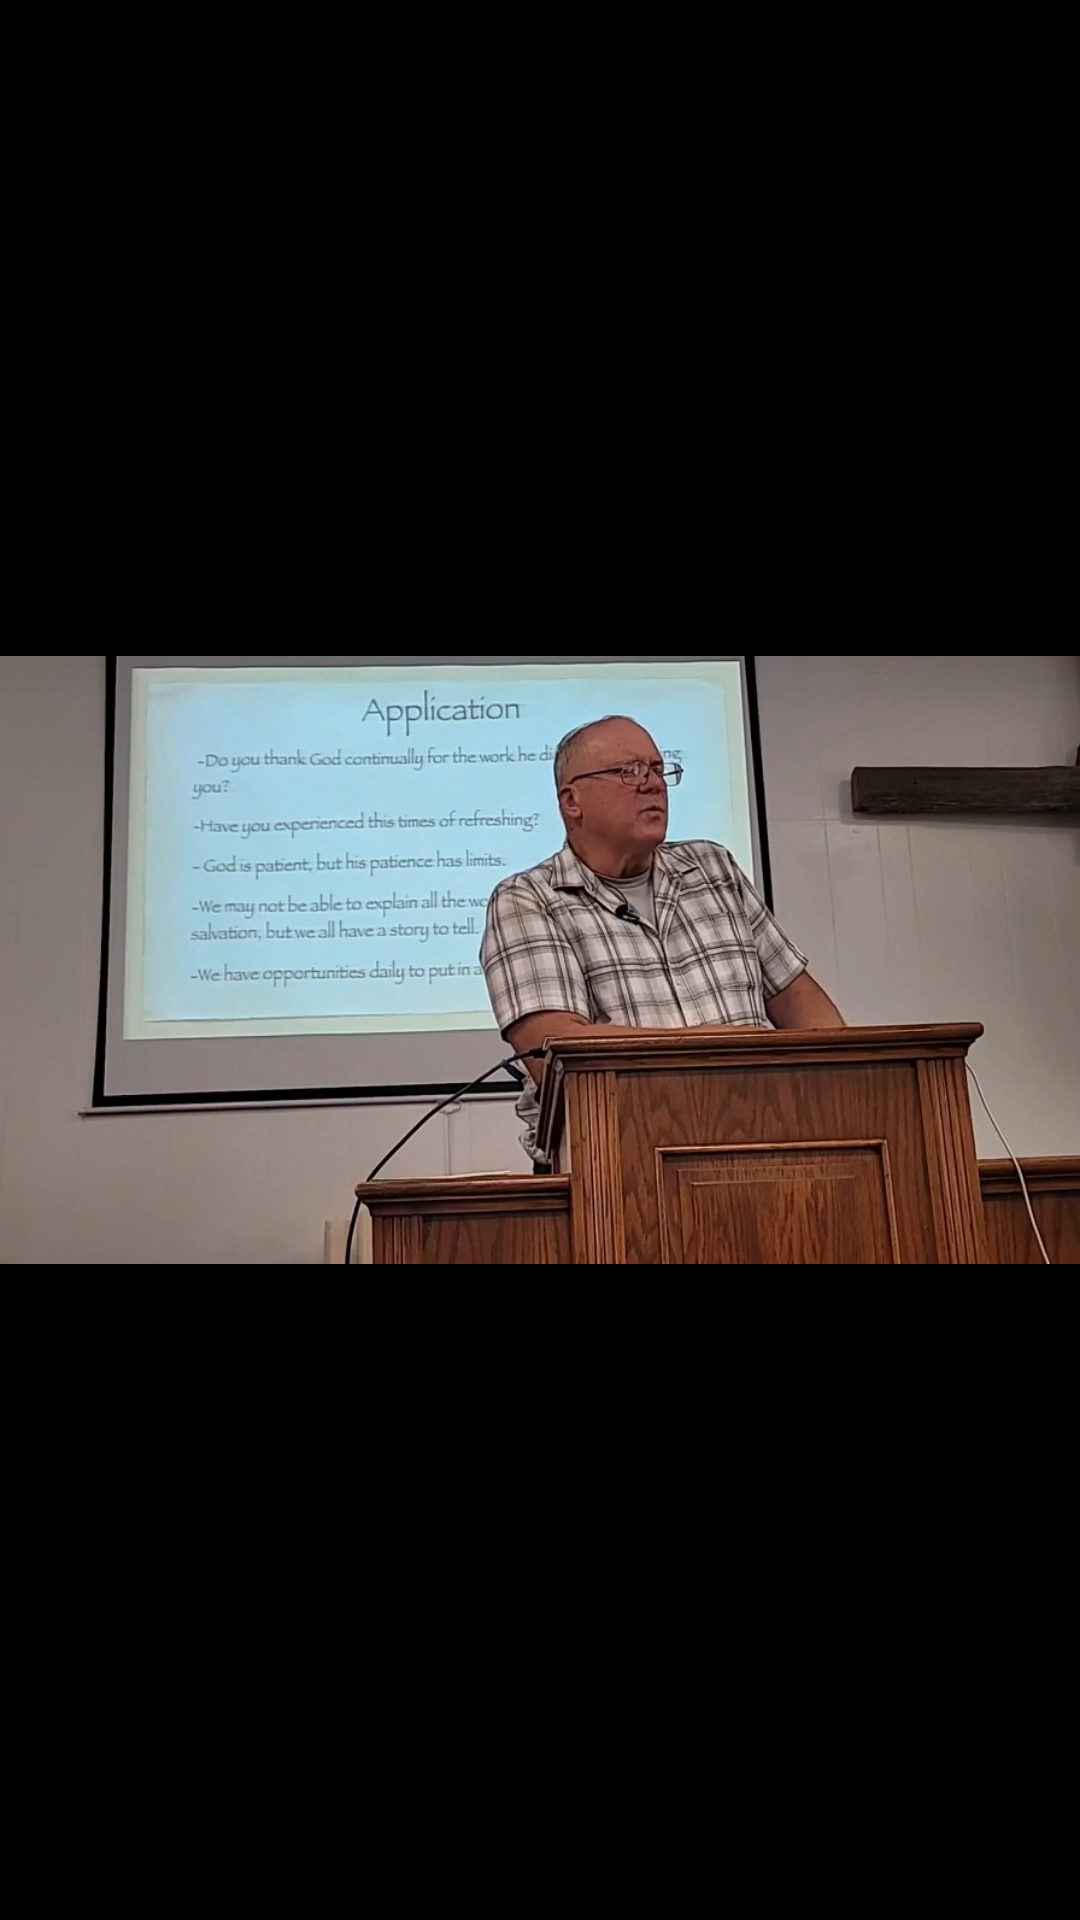 Application
-Do you thank God continually for the work he
you?
-Have you experienced this times of refreshing?
- God is patient, but his patience has limits.
-We may not be able to explain all the
salvation, but we all have a story to tell.
-We have opportunities daily to put in a